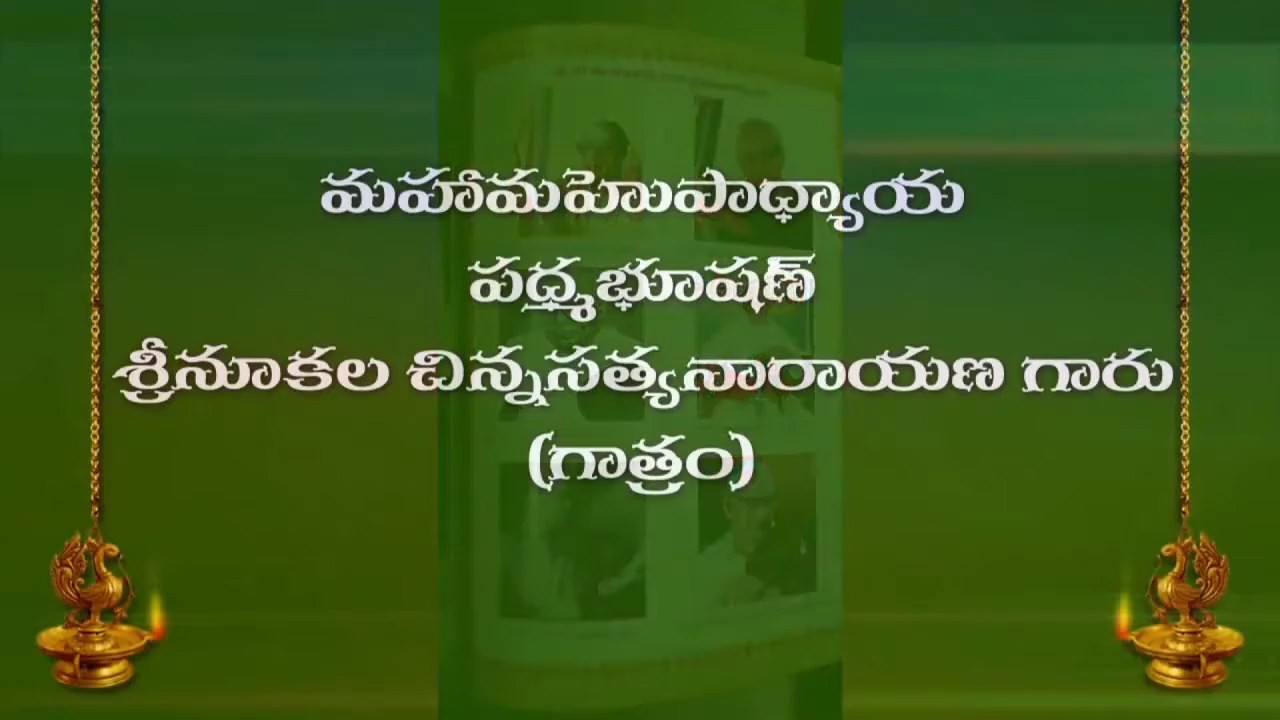 మహామహోపాధ్యాయ
పద్మభూషణ్
శ్రీనూకల చిన్నసత్యనారాయణ గారు
(గాత్రం)